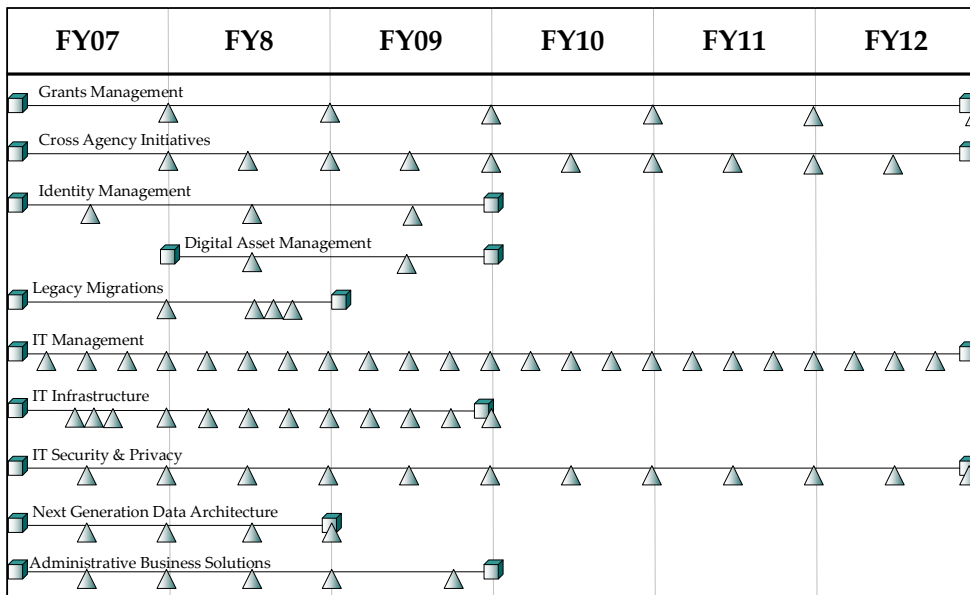 FY07 FY8 FY09 FY10 FY11 FY12
Grants Management
Cross Agency Initiatives
Identity Management
Digital Asset Management
Legacy Migrations
IT Management
IT Infrastructure
IT Security & Privacy
Next Generation Data Architecture
Administrative Business Solutions